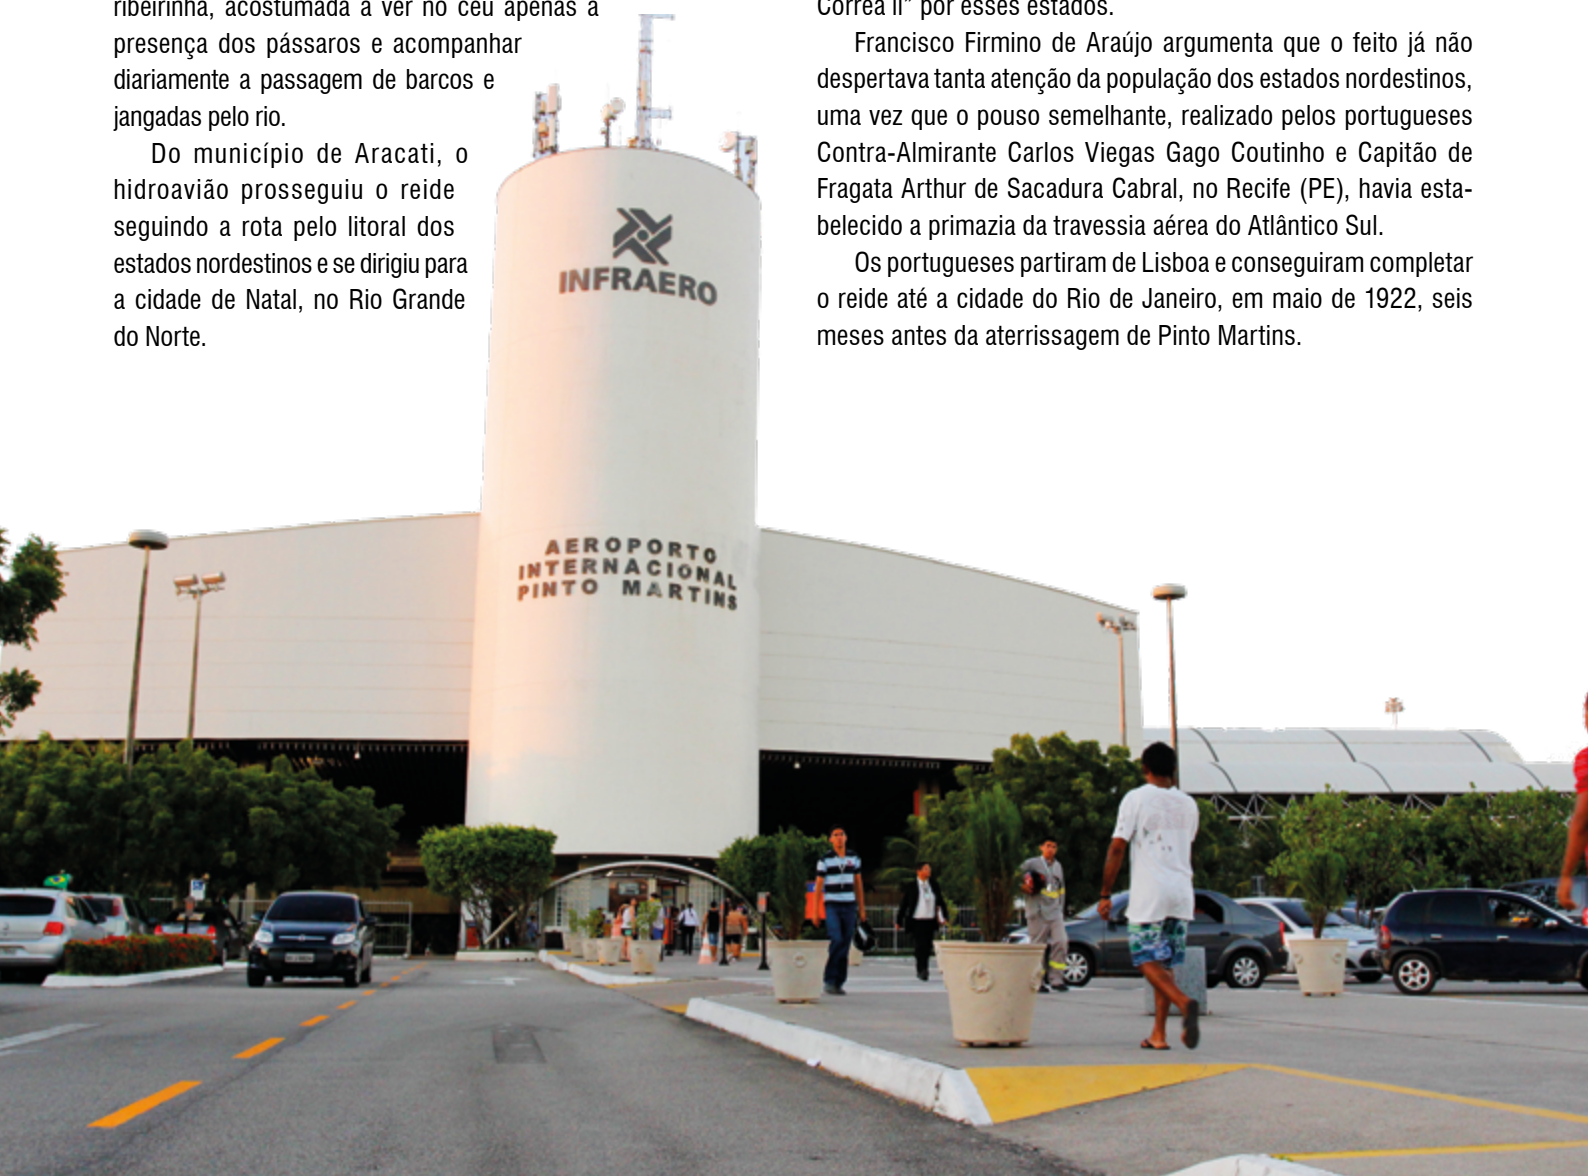 ribeirinha, acostumada a ver no céu apenas a
presença dos pássaros e acompanhar
diariamente a passagem de barcos e
jangadas pelo rio.
Do município de Aracati, o
hidroavião prosseguiu o reide
seguindo a rota pelo litoral dos
estados nordestinos e se dirigiu para
a cidade de Natal, no Rio Grande
do Norte.
Corrêa II" por esses estados.
Francisco Firmino de Araújo argumenta que o feito já não
despertava tanta atenção da população dos estados nordestinos,
uma vez que o pouso semelhante, realizado pelos portugueses
Contra-Almirante Carlos Viegas Gago Coutinho e Capitão de
Fragata Arthur de Sacadura Cabral, no Recife (PE), havia esta-
belecido a primazia da travessia aérea do Atlântico Sul.
Os portugueses partiram de Lisboa e conseguiram completar
o reide até a cidade do Rio de Janeiro, em maio de 1922, seis
meses antes da aterrissagem de Pinto Martins.
INFRAERO
AEROPORTO
INTERNACIONAL
PINTO MARTINS